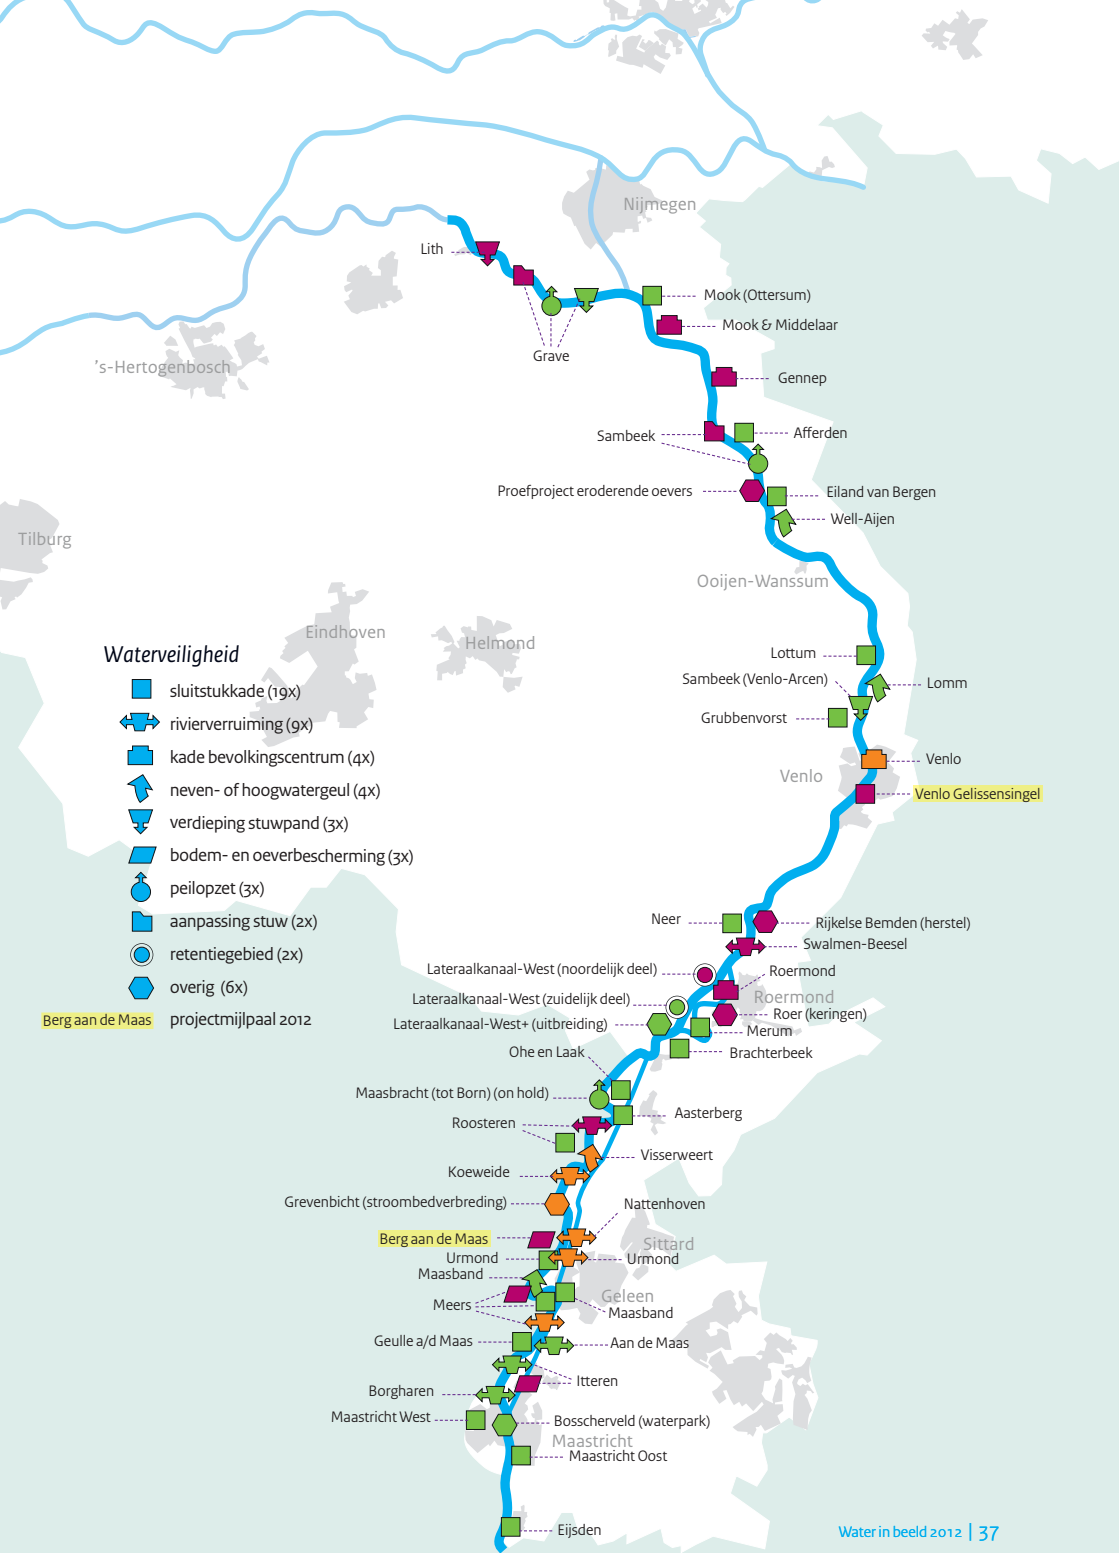 Nijmegen
Lith
Mook (Ottersum)
Mook & Middelaar
Grave
's-Hertogenbosch
Gennep
Sambeek
Afferden
Proefproject eroderende oevers
Eiland van Bergen
Well-Aijen
Tilburg
Ooijen-Wanssum
Eindhoven
Helmond
Lottum
Sambeek (Venlo-Arcen)
Lomm
Grubbenvorst
Venlo
Venlo
Venlo Gelissensingel
Waterveiligheid
sluitstukkade (19x)
rivierverruiming (9x)
kade bevolkingscentrum (4x)
neven- of hoogwatergeul (4x)
verdieping stuwpand (3x)
bodem- en oeverbescherming (3x)
peilopzet (3x)
aanpassing stuw (2x)
retentiegebied (2x)
overig (6x)
Berg aan de Maas projectmijlpaal 2012
Neer
Rijkelse Bemden (herstel)
Swalmen-Beesel
Lateraalkanaal-West (noordelijk deel)
Roermond
Roermond
Lateraalkanaal-West (zuidelijk deel)
Roer (keringen)
Lateraalkanaal-West+ (uitbreiding)
Merum
Ohe en Laak
Brachterbeek
Maasbracht (tot Born) (on hold)
Aasterberg
Roosteren
Visserweert
Koeweide
Grevenbicht (stroombedverbreding)
Nattenhoven
Berg aan de Maas
Sittard
Urmond
Urmond
Maasband
Geleen
Meers
Maasband
Geulle a/d Maas
Aan de Maas
Itteren
Borgharen
Maastricht West
Bosscherveld (waterpark)
Maastricht
Maastricht Oost
Eijsden
Water in beeld 2012 | 37